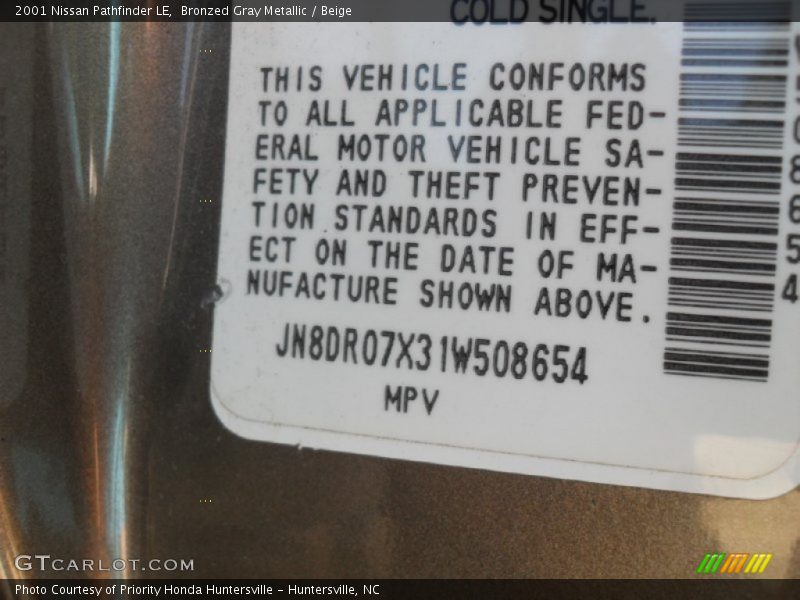 2001 Nissan Pathfinder LE,  Bronzed Gray Metallic / Beige
COLD SINGLE.
THIS VEHICLE CONFORMS
TO ALL APPLICABLE FED-
ERAL MOTOR VEHICLE SA-
FETY AND THEFT PREVEN-
TION STANDARDS IN EFF-
ECT ON THE DATE OF MA-
NUFACTURE SHOWN ABOVE.
JN8DR07X31W508654
MPV
8654
GTCARLOT.COM
Photo Courtesy of Priority Honda Huntersville - Huntersville, NC